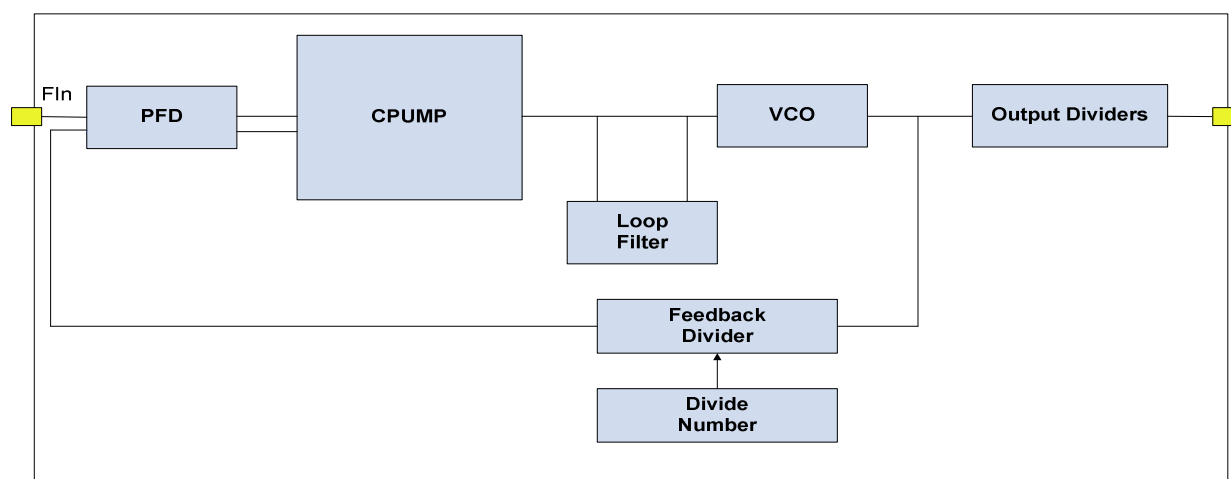 FIn
PFD
CPUMP
VCO
Output Dividers
Loop
Filter
Feedback
Divider
Divide
Number